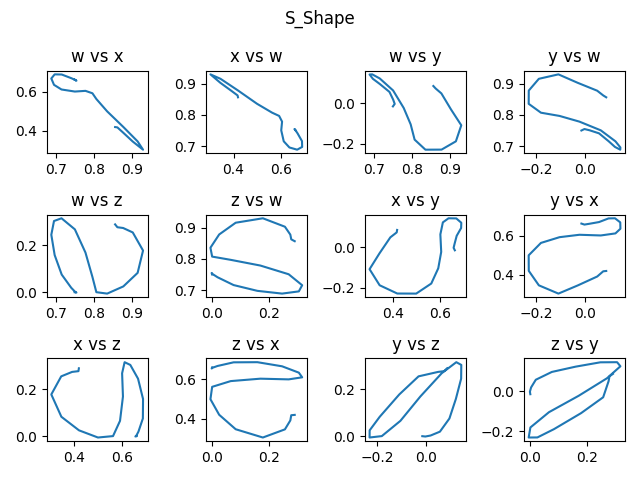 S_Shape
w vs x
x vs w
w vs y
y vs w
0.6
0.4
0.7 0.8 0.9
0.9
0.8
0.7
0.4 0.6
0.0
−0.2
0.7 0.8 0.9
0.9
0.8
0.7
−0.2 0.0
w vs z
z vs w
x vs y
y vs x
0.2
0.0
0.7 0.8 0.9
0.9
0.8
0.7
0.0 0.2
0.0
−0.2
0.4 0.6
0.6
0.4
−0.2 0.0
x vs z
z vs x
y vs z
z vs y
0.2
0.0
0.4 0.6
0.6
0.4
0.0 0.2
0.2
0.0
−0.2 0.0
0.0
−0.2
0.0 0.2